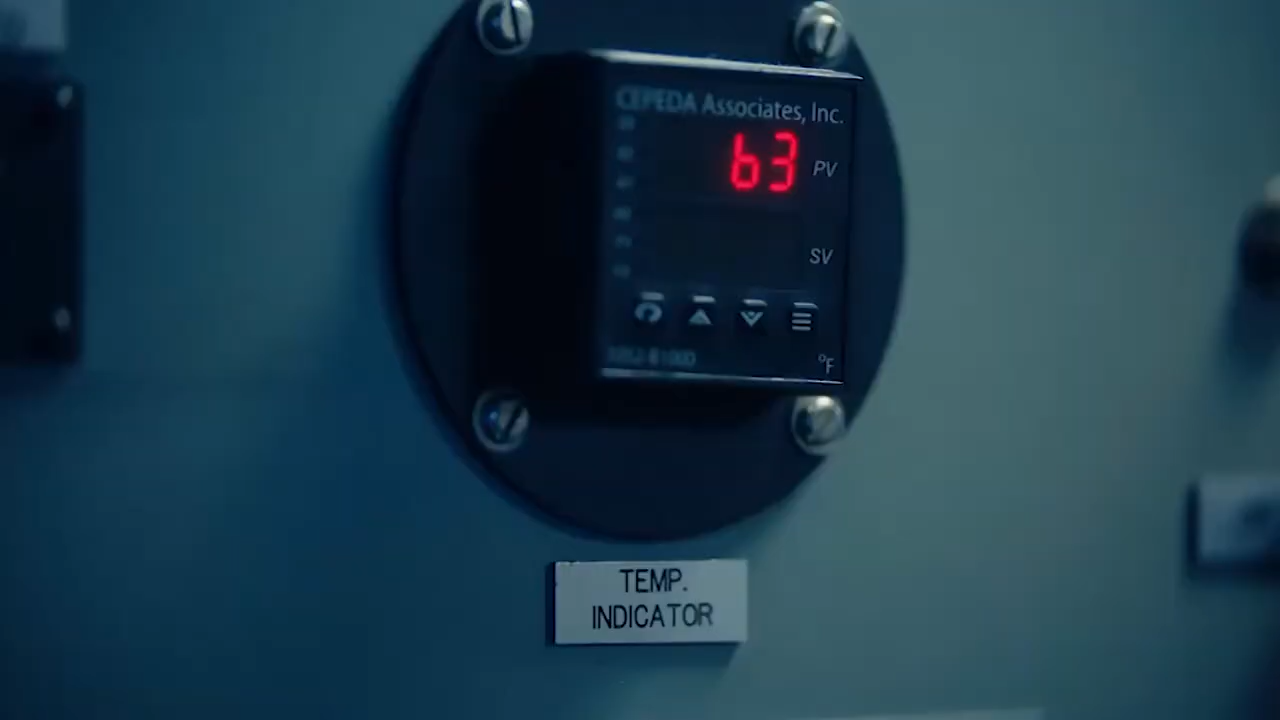 CEPEDA Associates, Inc.
63 PV
SV
°F
TEMP.
INDICATOR